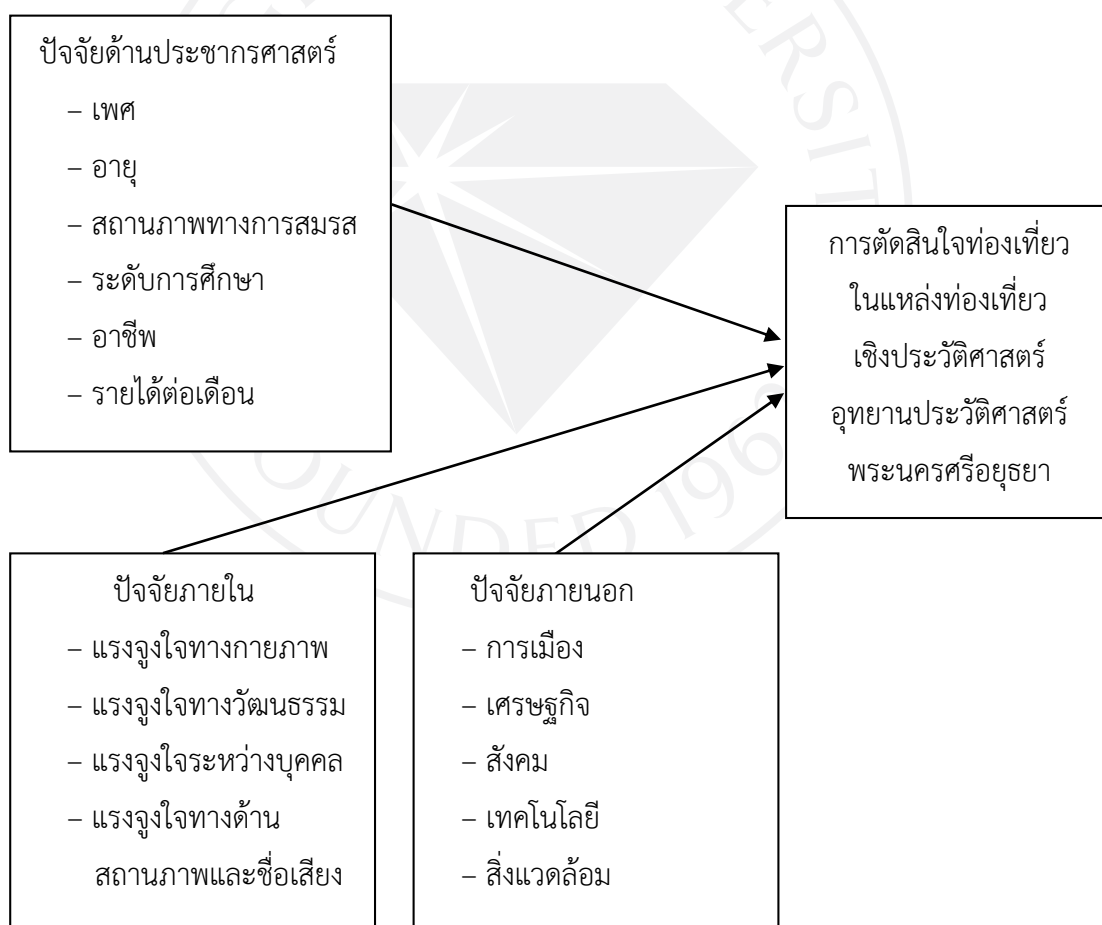 ปัจจัยด้านประชากรศาสตร์
– เพศ
– อายุ
– สถานภาพทางการสมรส
– ระดับการศึกษา
– อาชีพ
– รายได้ต่อเดือน
การตัดสินใจท่องเที่ยว
ในแหล่งท่องเที่ยว
เชิงประวัติศาสตร์
อุทยานประวัติศาสตร์
พระนครศรีอยุธยา
ปัจจัยภายใน
– แรงจูงใจทางกายภาพ
– แรงจูงใจทางวัฒนธรรม
– แรงจูงใจระหว่างบุคคล
– แรงจูงใจทางด้าน
สถานภาพและชื่อเสียง
ปัจจัยภายนอก
– การเมือง
– เศรษฐกิจ
– สังคม
– เทคโนโลยี
– สิ่งแวดล้อม